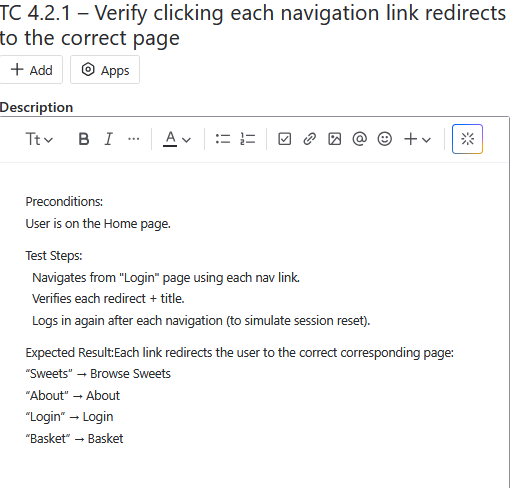 TC 4.2.1 – Verify clicking each navigation link redirects
to the correct page
+ Add Apps
Description
Tt B I ... A
Preconditions:
User is on the Home page.
Test Steps:
Navigates from "Login" page using each nav link.
Verifies each redirect + title.
Logs in again after each navigation (to simulate session reset).
Expected Result:Each link redirects the user to the correct corresponding page:
“Sweets” → Browse Sweets
“About” → About
“Login” → Login
“Basket” → Basket